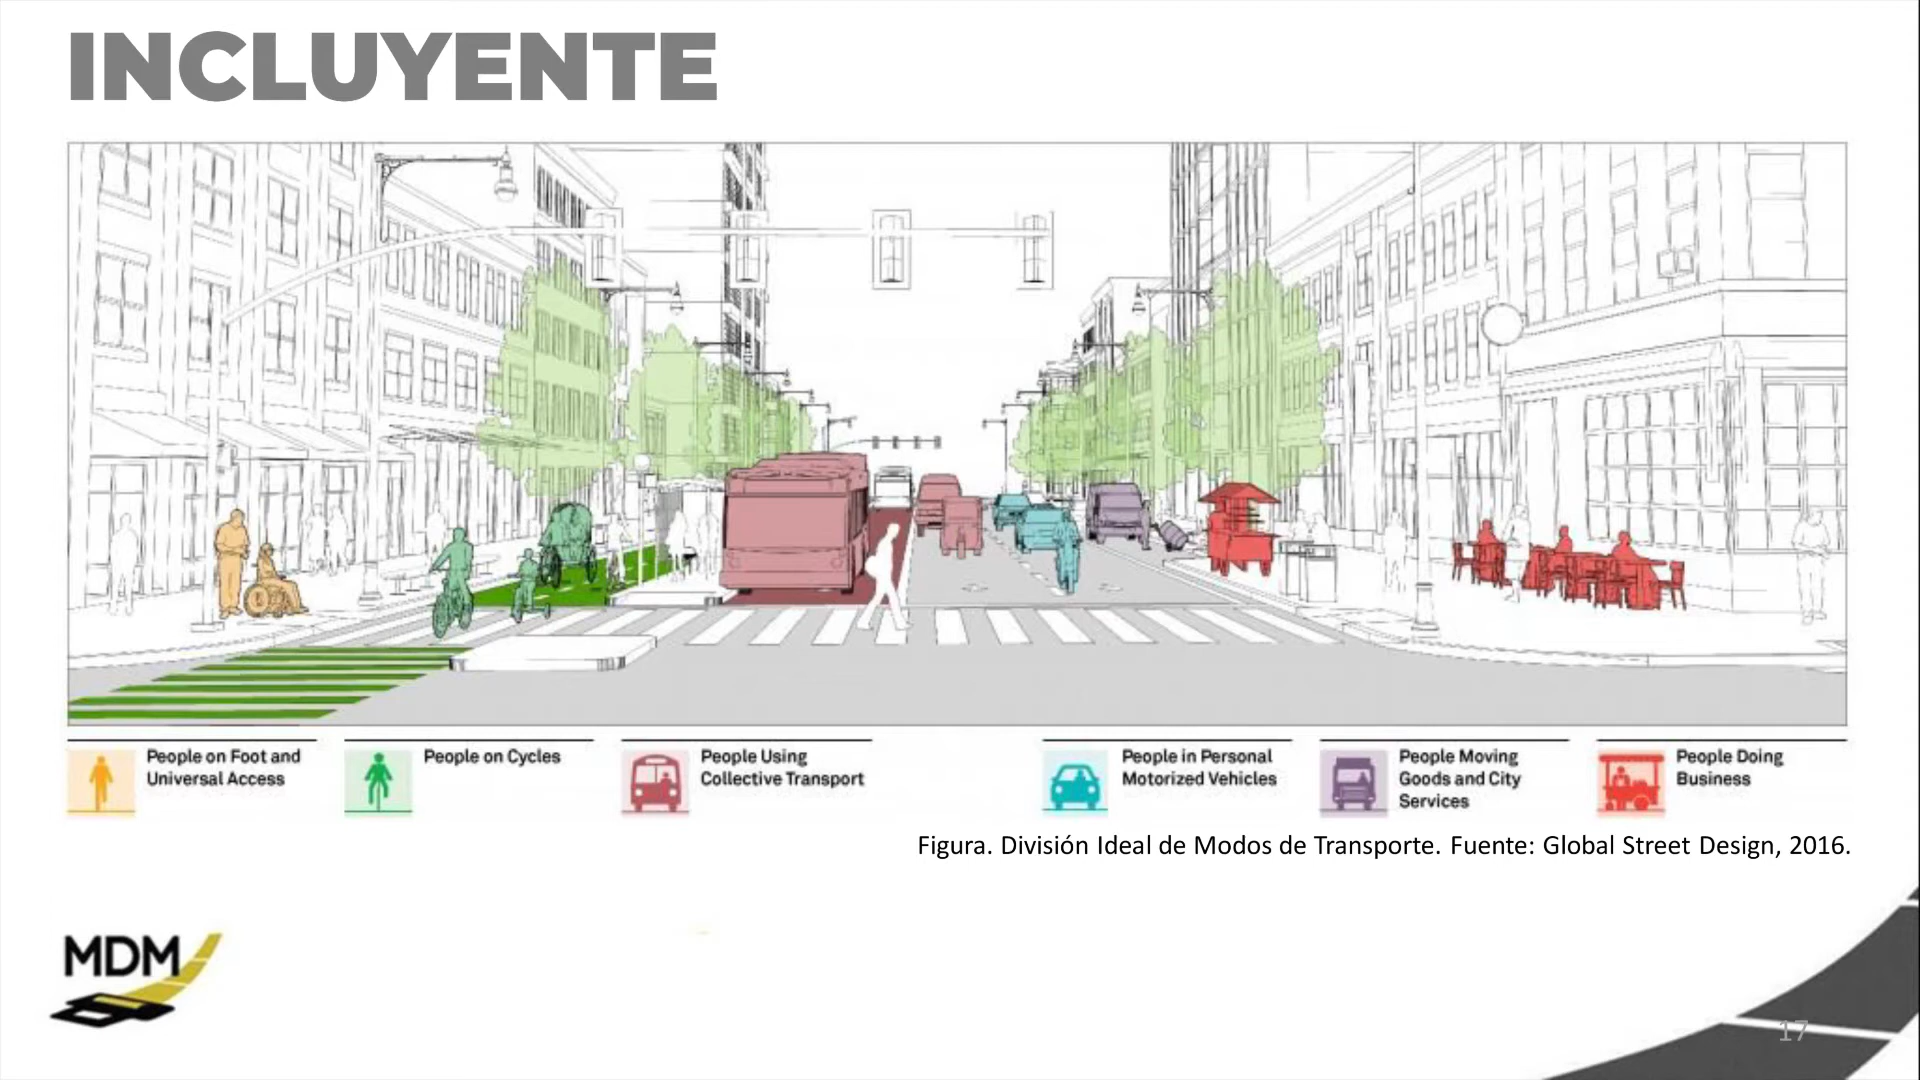 INCLUYENTE
People on Foot and
Universal Access
People on Cycles
People Using
Collective Transport
People in Personal
Motorized Vehicles
People Moving
Goods and City
Services
People Doing
Business
Figura. División Ideal de Modos de Transporte. Fuente: Global Street Design, 2016.
MDM
17